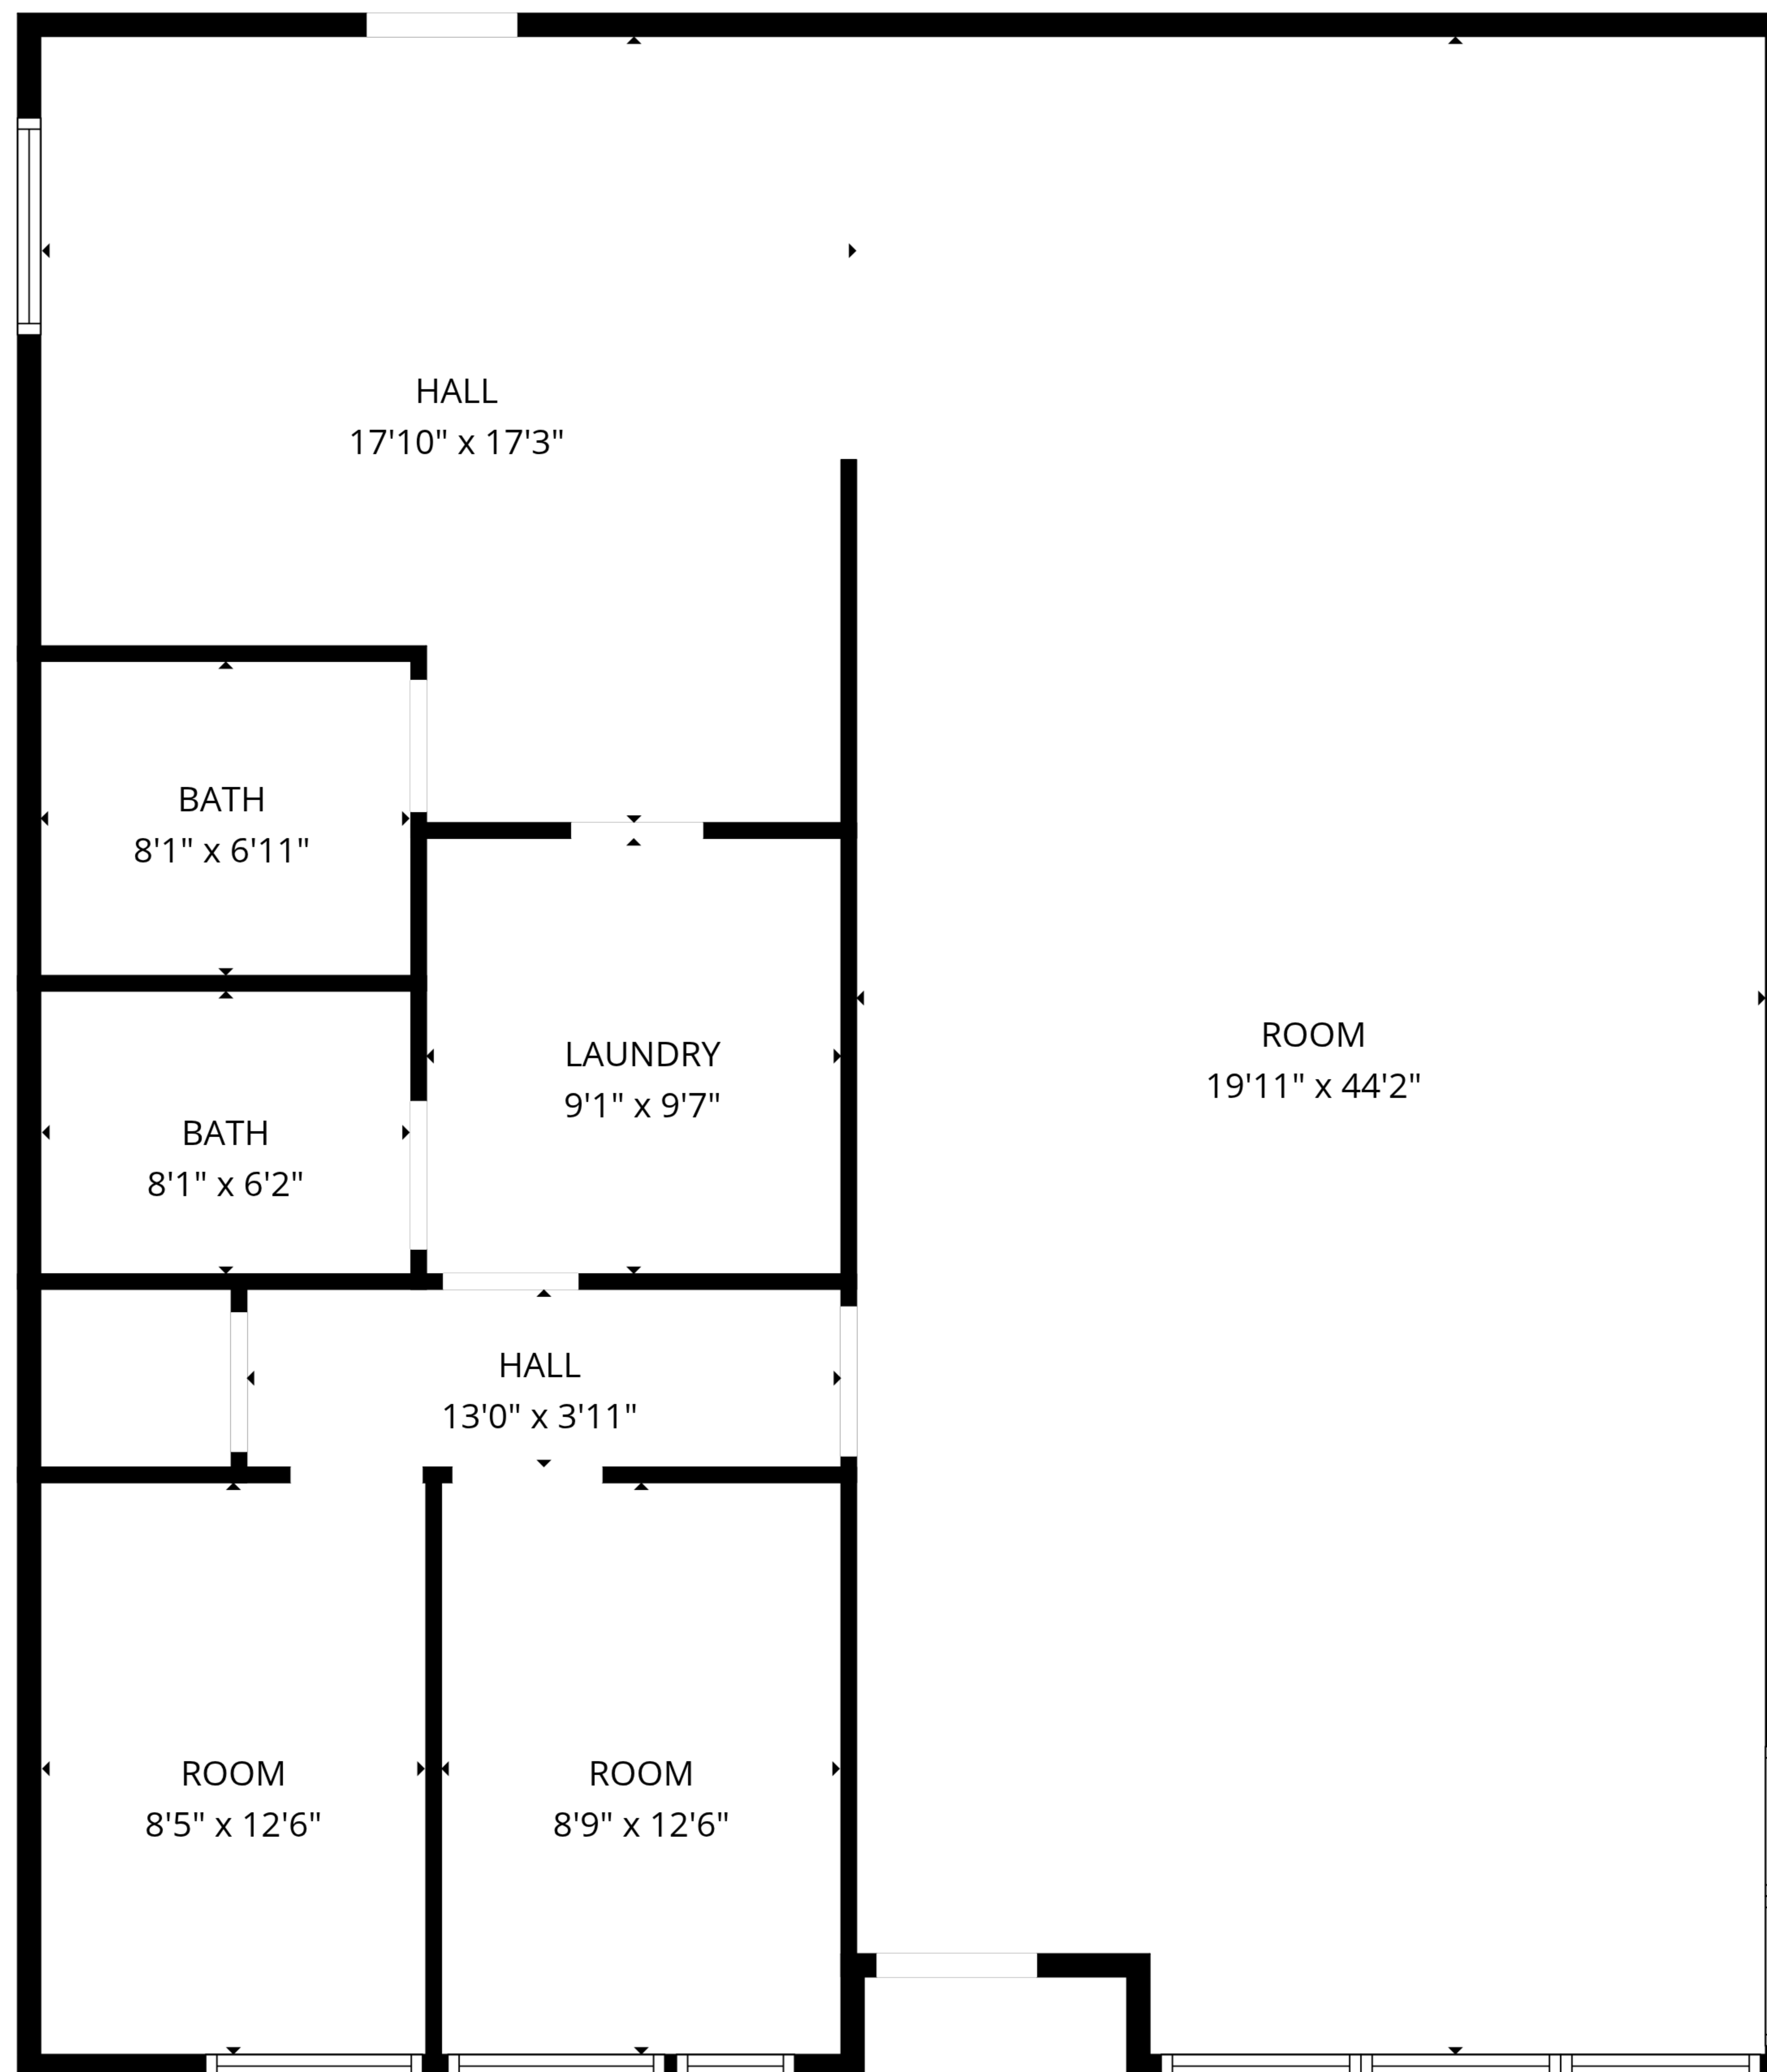 HALL
17'10" x 17'3"
BATH
8'1" x 6'11"
LAUNDRY
9'1" x 9'7"
ROOM
19'11" x 44'2"
BATH
8'1" x 6'2"
HALL
13'0" x 3'11"
ROOM
8'5" x 12'6"
ROOM
8'9" x 12'6"